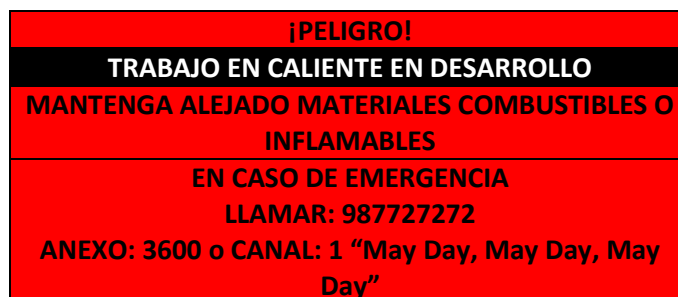 ¡PELIGRO!
TRABAJO EN CALIENTE EN DESARROLLO
MANTENGA ALEJADO MATERIALES COMBUSTIBLES O
INFLAMABLES
EN CASO DE EMERGENCIA
LLAMAR: 987727272
ANEXO: 3600 o CANAL: 1 “May Day, May Day, May
Day”